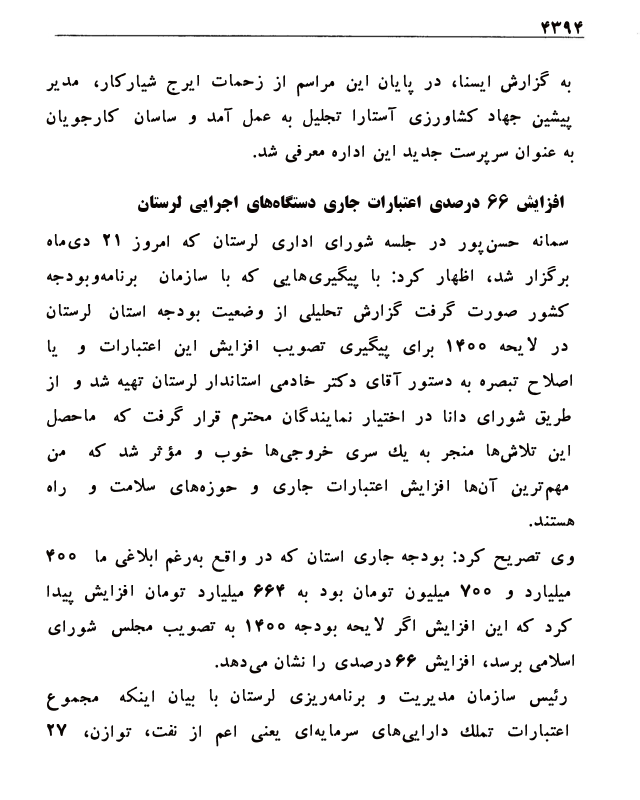 ۴۳۹۴
به گزارش ایسنا، در پایان این مراسم از زحمات ایرج شیارکار، مدیر
پیشین جهاد کشاورزی آستارا تجلیل به عمل آمد و ساسان کارجویان
به عنوان سرپرست جدید این اداره معرفی شد.
افزایش ۶۶ درصدی اعتبارات جاری دستگاه‌های اجرایی لرستان
سمانه حسن‌پور در جلسه شورای اداری لرستان که امروز ۲۱ دی‌ماه
برگزار شد، اظهار کرد: با پیگیری‌هایی که با سازمان برنامه‌وبودجه
کشور صورت گرفت گزارش تحلیلی از وضعیت بودجه استان لرستان
در لایحه ۱۴۰۰ برای پیگیری تصویب افزایش این اعتبارات و یا
اصلاح تبصره به دستور آقای دکتر خادمی استاندار لرستان تهیه شد و از
طریق شورای دانا در اختیار نمایندگان محترم قرار گرفت که ماحصل
این تلاش‌ها منجر به یك سری خروجی‌ها خوب و مؤثر شد که من
مهم‌ترین آن‌ها افزایش اعتبارات جاری و حوزه‌های سلامت و راه
هستند.
وی تصریح کرد: بودجه جاری استان که در واقع به‌رغم ابلاغی ما ۴۰۰
میلیارد و ۷۰۰ میلیون تومان بود به ۶۶۴ میلیارد تومان افزایش پیدا
کرد که این افزایش اگر لایحه بودجه ۱۴۰۰ به تصویب مجلس شورای
اسلامی برسد، افزایش ۶۶ درصدی را نشان می‌دهد.
رئیس سازمان مدیریت و برنامه‌ریزی لرستان با بیان اینکه مجموع
اعتبارات تملك دارایی‌های سرمایه‌ای یعنی اعم از نفت، توازن، ۲۷